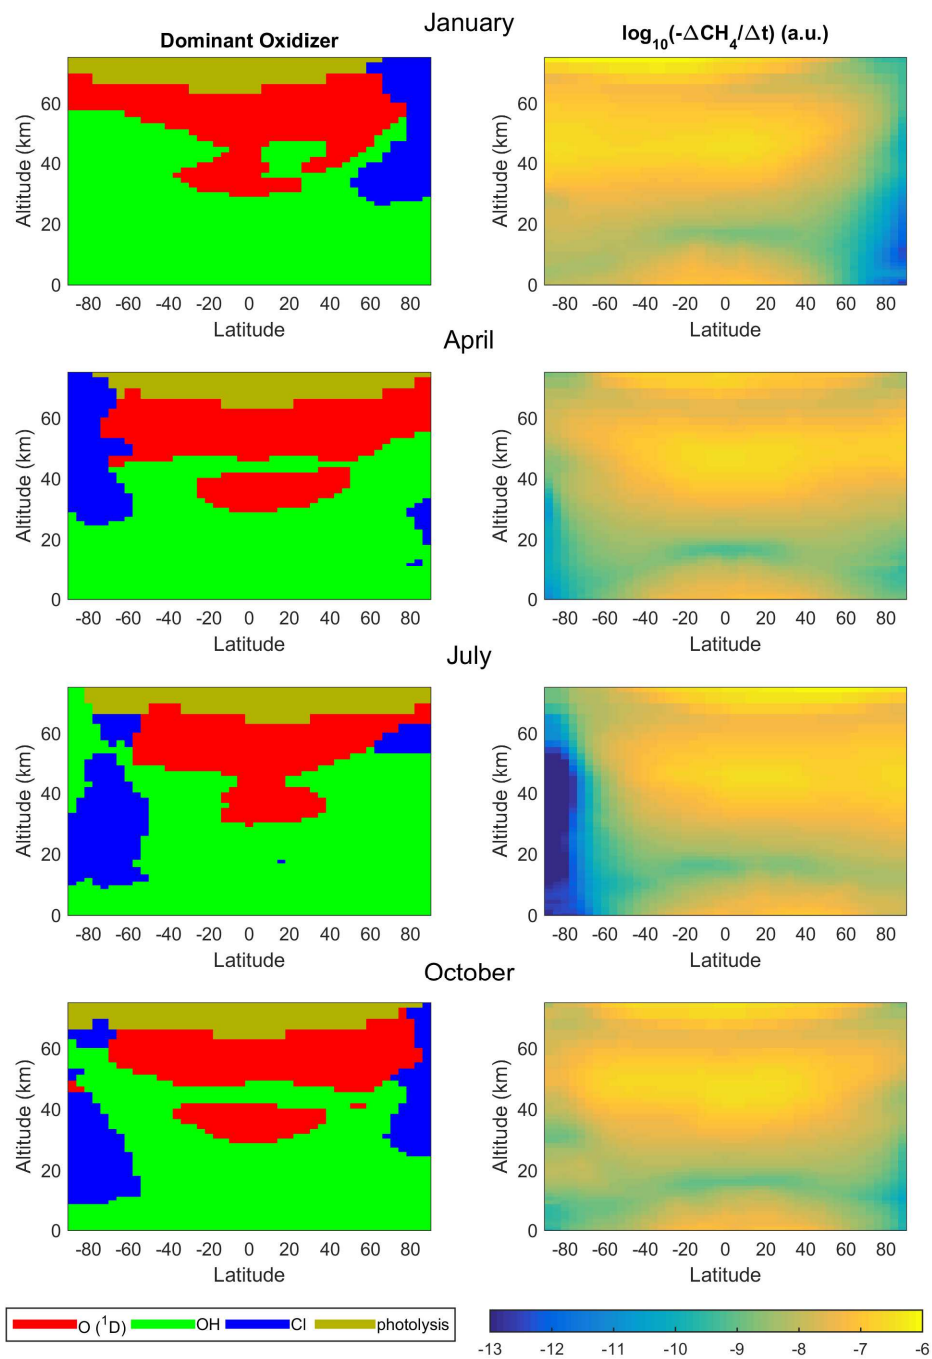 January
Dominant Oxidizer
log10(-ΔCH4/Δt) (a.u.)
Altitude (km)
60
40
20
0
-80 -60 -40 -20 0 20 40 60 80
Latitude
Altitude (km)
60
40
20
0
-80 -60 -40 -20 0 20 40 60 80
Latitude
April
Altitude (km)
60
40
20
0
-80 -60 -40 -20 0 20 40 60 80
Latitude
Altitude (km)
60
40
20
0
-80 -60 -40 -20 0 20 40 60 80
Latitude
July
Altitude (km)
60
40
20
0
-80 -60 -40 -20 0 20 40 60 80
Latitude
Altitude (km)
60
40
20
0
-80 -60 -40 -20 0 20 40 60 80
Latitude
October
Altitude (km)
60
40
20
0
-80 -60 -40 -20 0 20 40 60 80
Latitude
Altitude (km)
60
40
20
0
-80 -60 -40 -20 0 20 40 60 80
Latitude
O (1D) OH Cl photolysis
-13 -12 -11 -10 -9 -8 -7 -6